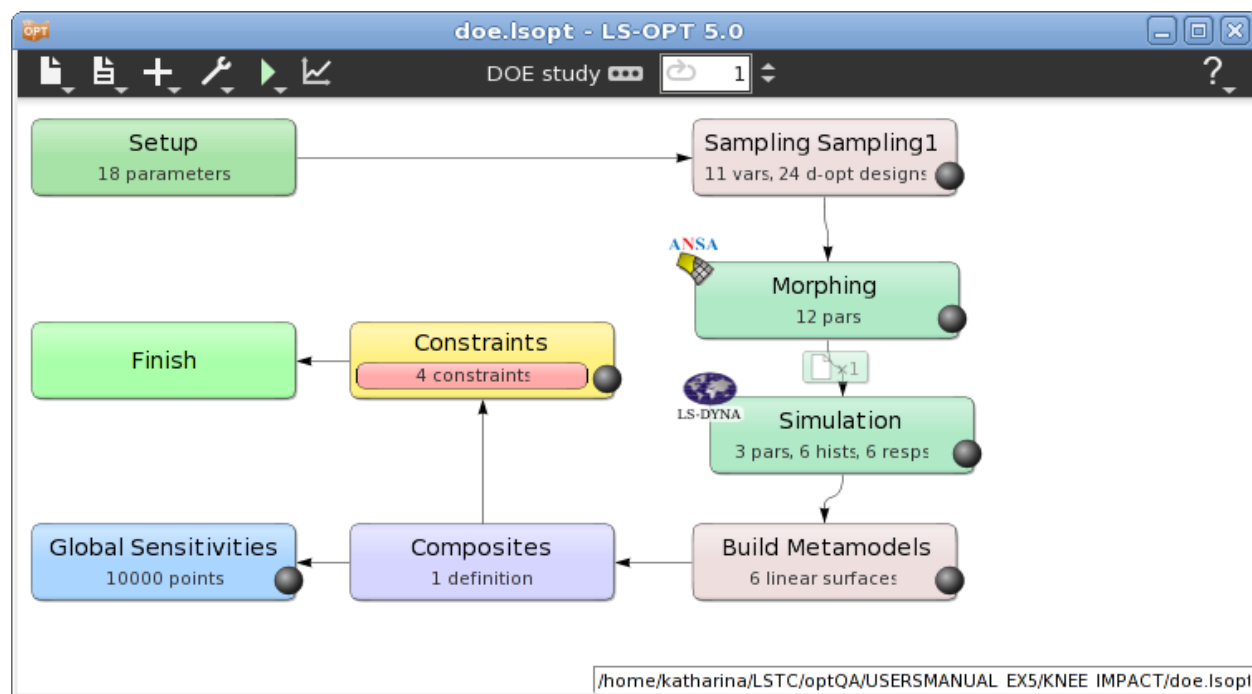 OPT
doe.lsopt - LS-OPT 5.0
DOE study
1
?
Setup
18 parameters
Sampling Sampling1
11 vars, 24 d-opt designs
ANSA
Morphing
12 pars
x1
Finish
Constraints
4 constraints
LS-DYNA
Simulation
3 pars, 6 hists, 6 resps
Global Sensitivities
10000 points
Composites
1 definition
Build Metamodels
6 linear surfaces
/home/katharina/LSTC/optQA/USERSMANUAL_EX5/KNEE_IMPACT/doe.lsopt